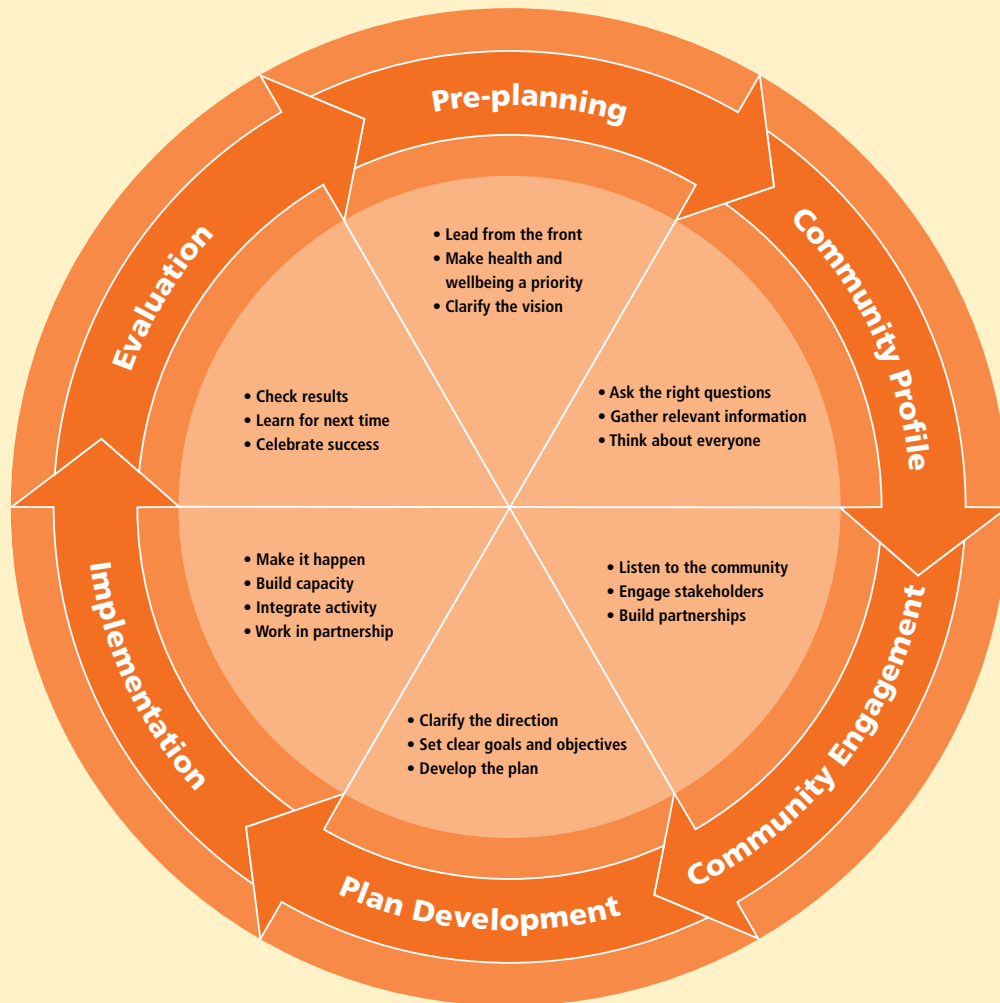 Pre-planning
• Lead from the front
• Make health and
wellbeing a priority
• Clarify the vision
Community Profile
• Ask the right questions
• Gather relevant information
• Think about everyone
Community Engagement
• Listen to the community
• Engage stakeholders
• Build partnerships
Plan Development
• Clarify the direction
• Set clear goals and objectives
• Develop the plan
Implementation
• Make it happen
• Build capacity
• Integrate activity
• Work in partnership
Evaluation
• Check results
• Learn for next time
• Celebrate success